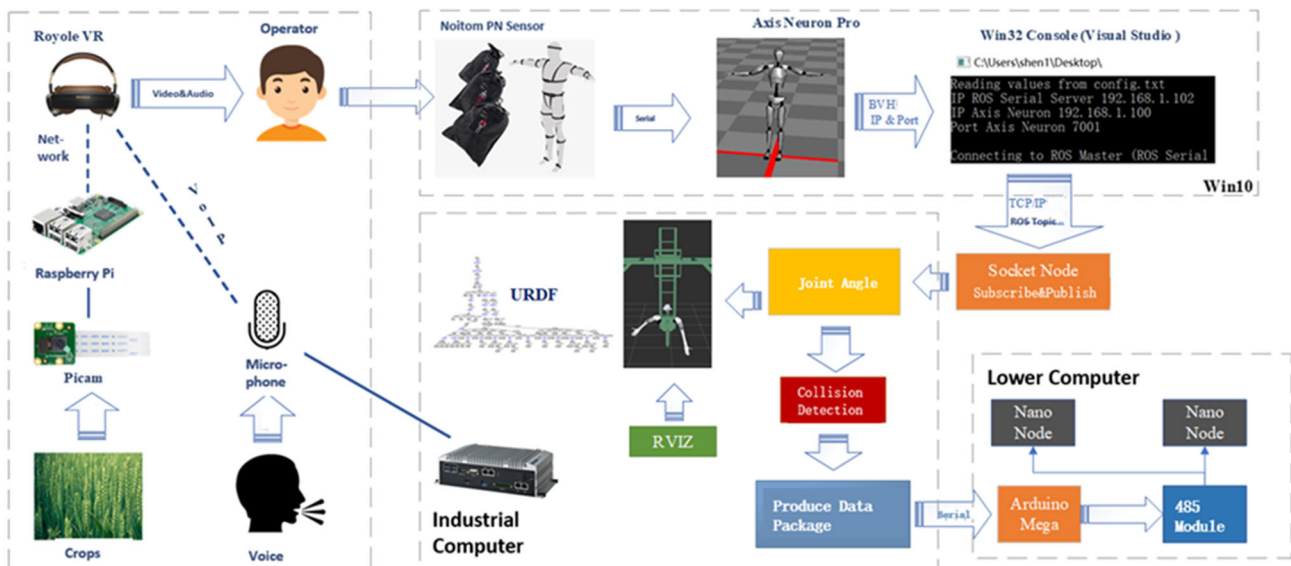 Royole VR
Operator
Video&Audio
Net-
work
VoIP
Raspberry Pi
Picam
Micro-
phone
Crops
Voice
Noitom PN Sensor
Serial
Axis Neuron Pro
BVH
IP & Port
Win32 Console(Visual Studio )
C:\Users\shen1\Desktop\
Reading values from config.txt
IP ROS Serial Server 192.168.1.102
IP Axis Neuron 192.168.1.100
Port Axis Neuron 7001
Connecting to ROS Master (ROS Serial
Win10
TCP/IP
ROS Topic...
Socket Node
Subscribe&Publish
Joint Angle
URDF
Collision
Detection
RVIZ
Produce Data
Package
Industrial
Computer
Serial
Lower Computer
Nano
Node
Nano
Node
Arduino
Mega
485
Module